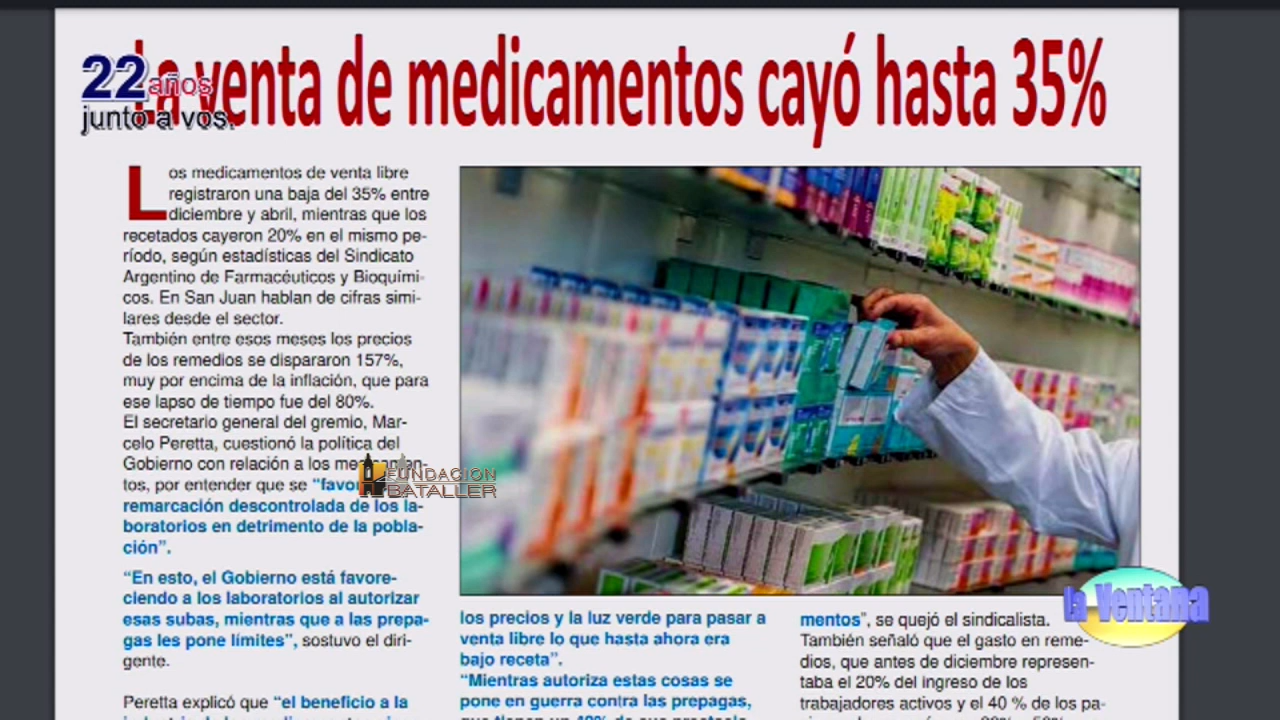 La venta de medicamentos cayó hasta 35%
22 años
junto a vos.
Los medicamentos de venta libre
registraron una baja del 35% entre
diciembre y abril, mientras que los
recetados cayeron 20% en el mismo pe-
ríodo, según estadísticas del Sindicato
Argentino de Farmacéuticos y Bioquími-
cos. En San Juan hablan de cifras simi-
lares desde el sector.
También entre esos meses los precios
de los remedios se dispararon 157%,
muy por encima de la inflación, que para
ese lapso de tiempo fue del 80%.
El secretario general del gremio, Mar-
celo Peretta, cuestionó la política del
Gobierno con relación a los
tos, por entender que se
remarcación descontrolada de los la-
boratorios en detrimento de la pobla-
ción”.
“En esto, el Gobierno está favore-
ciendo a los laboratorios al autorizar
esas subas, mientras que a las prepa-
gas les pone límites”, sostuvo el diri-
gente.
Peretta explicó que “el beneficio a la
FUNDACION
BATALLER
los precios y la luz verde para pasar a
venta libre lo que hasta ahora era
bajo receta”.
“Mientras autoriza estas cosas se
pone en guerra contra las prepagas,
mentos”, se quejó el sindicalista.
También señaló que el gasto en reme-
dios, que antes de diciembre represen-
taba el 20% del ingreso de los
trabajadores activos y el 40 % de los pa-
la Ventana